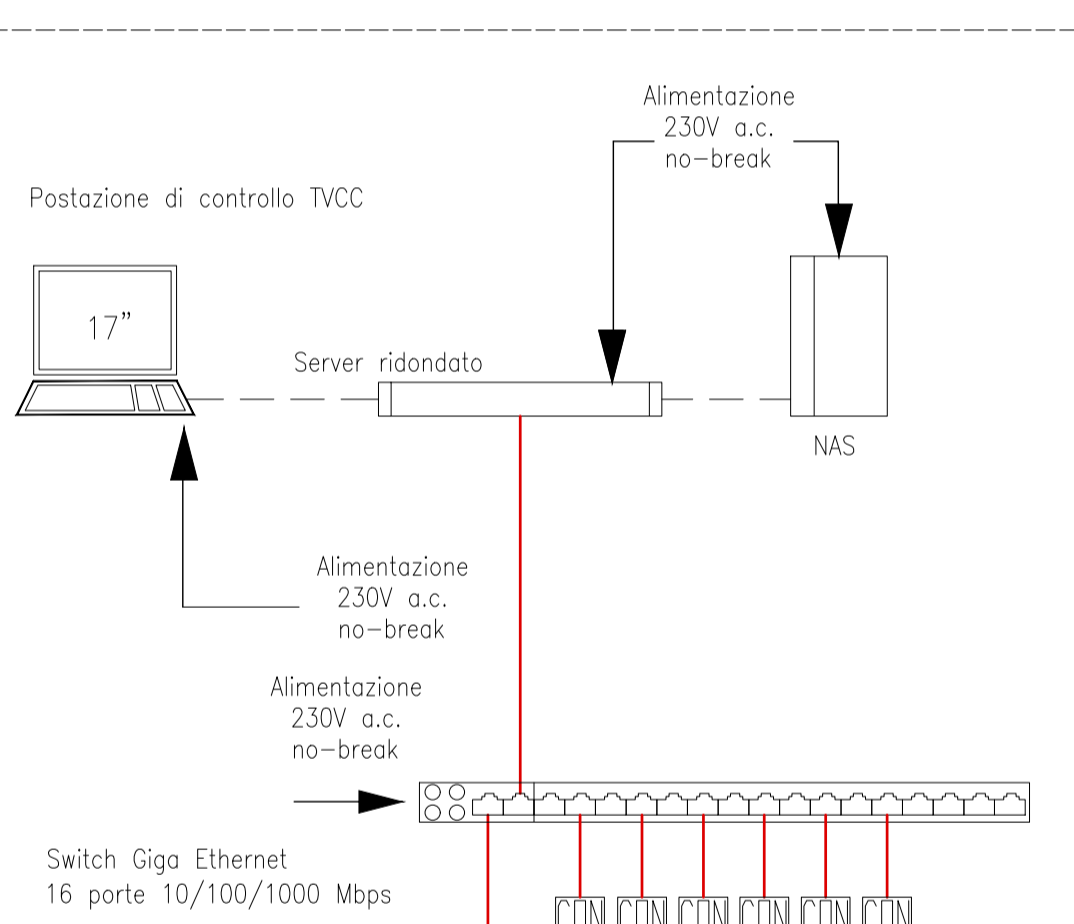 Alimentazione
230V a.c.
no-break
Postazione di controllo TVCC
17”
Server ridondato
NAS
Alimentazione
230V a.c.
no-break
Alimentazione
230V a.c.
no-break
Switch Giga Ethernet
16 porte 10/100/1000 Mbps